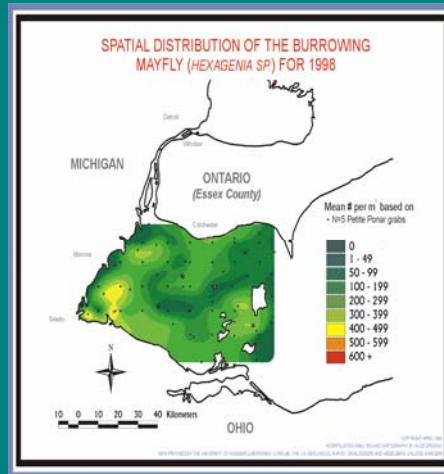 SPATIAL DISTRIBUTION OF THE BURROWING
MAYFLY (HEXAGENIA SP.) FOR 1998
Detroit
Windsor
MICHIGAN
ONTARIO
(Essex County)
Colchester
Monroe
Toledo
N
Mean # per m² based on
• N=5 Petite Ponar grabs
0
1 - 49
50 - 99
100 - 199
200 - 299
300 - 399
400 - 499
500 - 599
600 +
10 0 10 20 30 40 Kilometers
OHIO